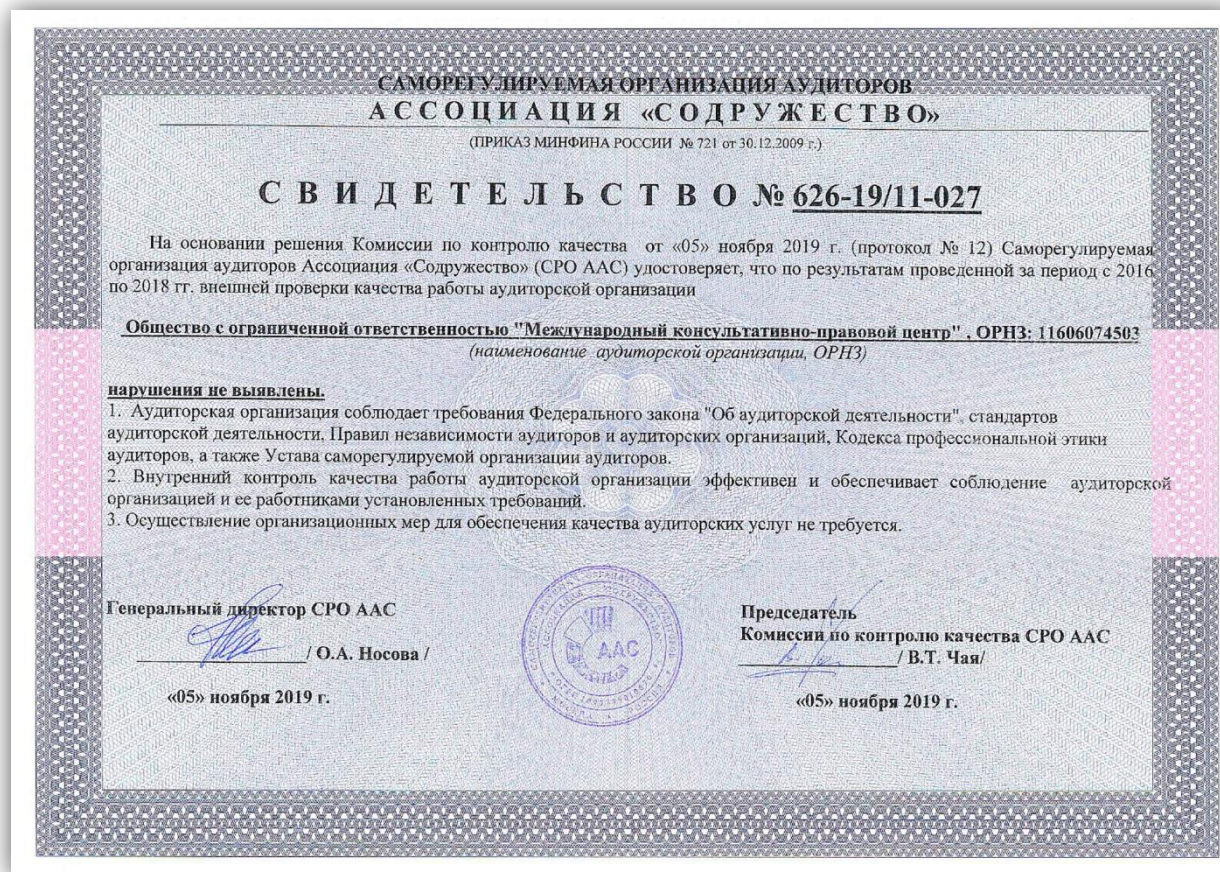 САМОРЕГУЛИРУЕМАЯ ОРГАНИЗАЦИЯ АУДИТОРОВ
АССОЦИАЦИЯ «СОДРУЖЕСТВО»
(ПРИКАЗ МИНФИНА РОССИИ № 721 от 30.12.2009 г.)
СВИДЕТЕЛЬСТВО № 626-19/11-027
На основании решения Комиссии по контролю качества от «05» ноября 2019 г. (протокол № 12) Саморегулируемая
организация аудиторов Ассоциация «Содружество» (СРО ААС) удостоверяет, что по результатам проведенной за период с 2016
по 2018 гг. внешней проверки качества работы аудиторской организации
Общество с ограниченной ответственностью "Международный консультативно-правовой центр" , ОРНЗ: 11606074503
(наименование аудиторской организации, ОРНЗ)
нарушения не выявлены.
1. Аудиторская организация соблюдает требования Федерального закона "Об аудиторской деятельности", стандартов
аудиторской деятельности, Правил независимости аудиторов и аудиторских организаций, Кодекса профессиональной этики
аудиторов, а также Устава саморегулируемой организации аудиторов.
2. Внутренний контроль качества работы аудиторской организации эффективен и обеспечивает соблюдение аудиторской
организацией и ее работниками установленных требований.
3. Осуществление организационных мер для обеспечения качества аудиторских услуг не требуется.
Генеральный директор СРО ААС
/ О.А. Носова /
«05» ноября 2019 г.
ААС
Председатель
Комиссии по контролю качества СРО ААС
/ В.Т. Чая/
«05» ноября 2019 г.